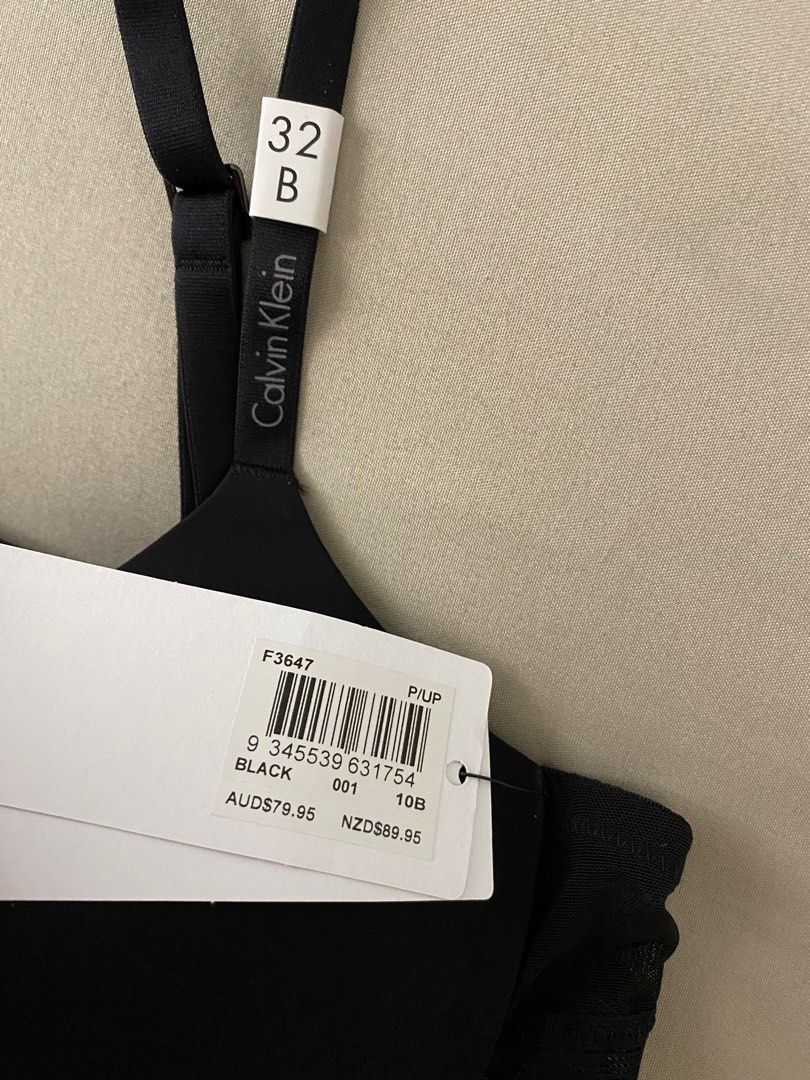 32
B
Calvin Klein
F3647
P/UP
9 345539 631754
BLACK 001 10B
AUD$79.95 NZD$89.95